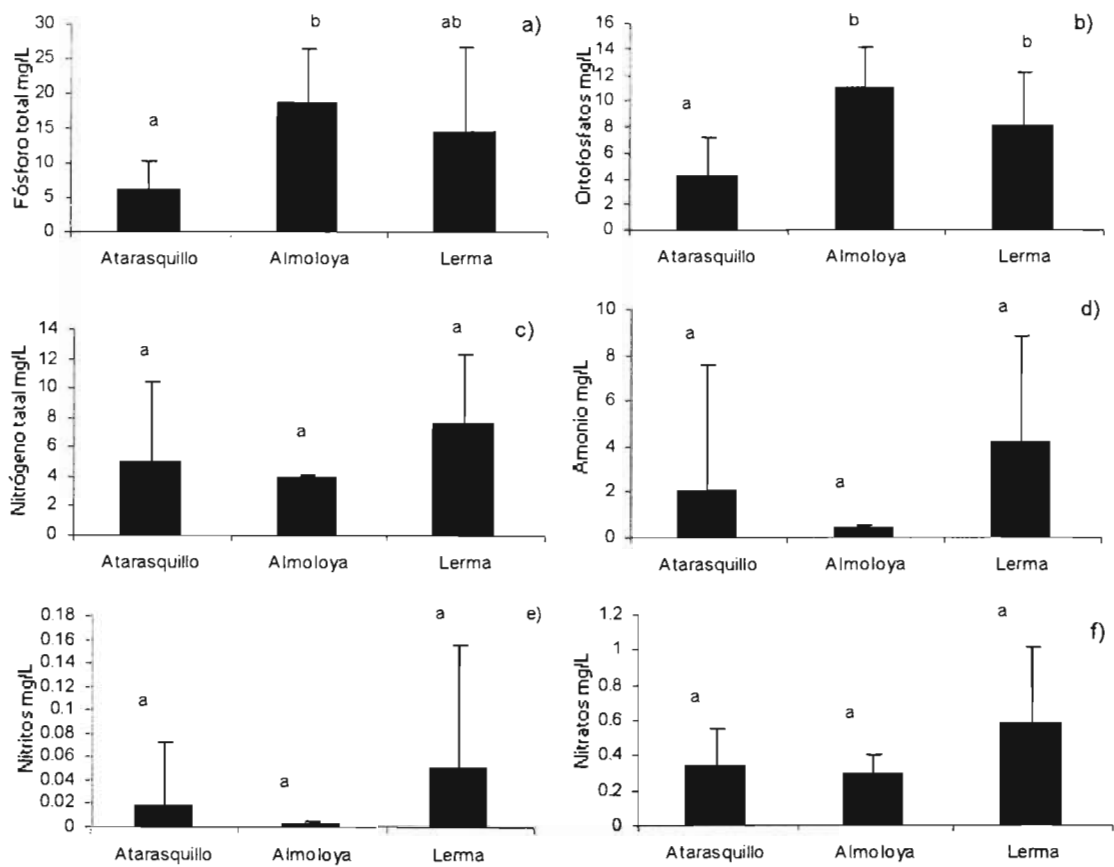 a)
Fósforo total mg/L
30
25
20
15
10
5
0
a b ab
Atarasquillo Almoloya Lerma
b)
Ortofosfatos mg/L
16
14
12
10
8
6
4
2
0
a b b
Atarasquillo Almoloya Lerma
c)
Nitrógeno tatal mg/L
14
12
10
8
6
4
2
0
a a a
Atarasquillo Almoloya Lerma
d)
Amonio mg/L
10
8
6
4
2
0
a a a
Atarasquillo Almoloya Lerma
e)
Nitritos mg/L
0.18
0.16
0.14
0.12
0.1
0.08
0.06
0.04
0.02
0
a a a
Atarasquillo Almoloya Lerma
f)
Nitratos mg/L
1.2
1
0.8
0.6
0.4
0.2
0
a a a
Atarasquillo Almoloya Lerma